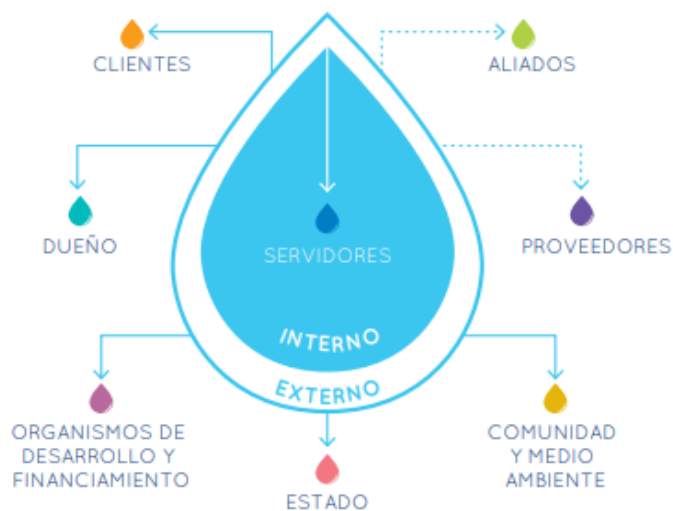 CLIENTES
ALIADOS
DUEÑO
SERVIDORES
PROVEEDORES
INTERNO
EXTERNO
ORGANISMOS DE
DESARROLLO Y
FINANCIAMIENTO
COMUNIDAD
Y MEDIO
AMBIENTE
ESTADO